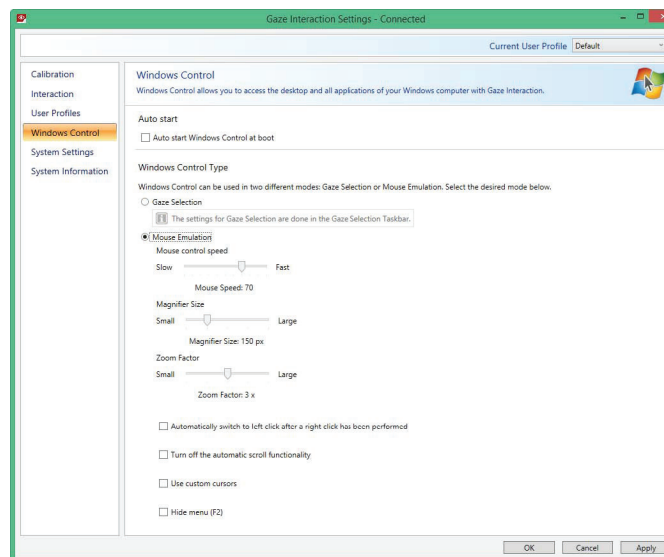 Gaze Interaction Settings - Connected
Current User Profile Default
Calibration
Interaction
User Profiles
Windows Control
System Settings
System Information
Windows Control
Windows Control allows you to access the desktop and all applications of your Windows computer with Gaze Interaction.
Auto start
Auto start Windows Control at boot
Windows Control Type
Windows Control can be used in two different modes: Gaze Selection or Mouse Emulation. Select the desired mode below.
Gaze Selection
The settings for Gaze Selection are done in the Gaze Selection Taskbar.
Mouse Emulation
Mouse control speed
Slow Fast
Mouse Speed: 70
Magnifier Size
Small Large
Magnifier Size: 150 px
Zoom Factor
Small Large
Zoom Factor: 3 x
Automatically switch to left click after a right click has been performed
Turn off the automatic scroll functionality
Use custom cursors
Hide menu (F2)
OK Cancel Apply